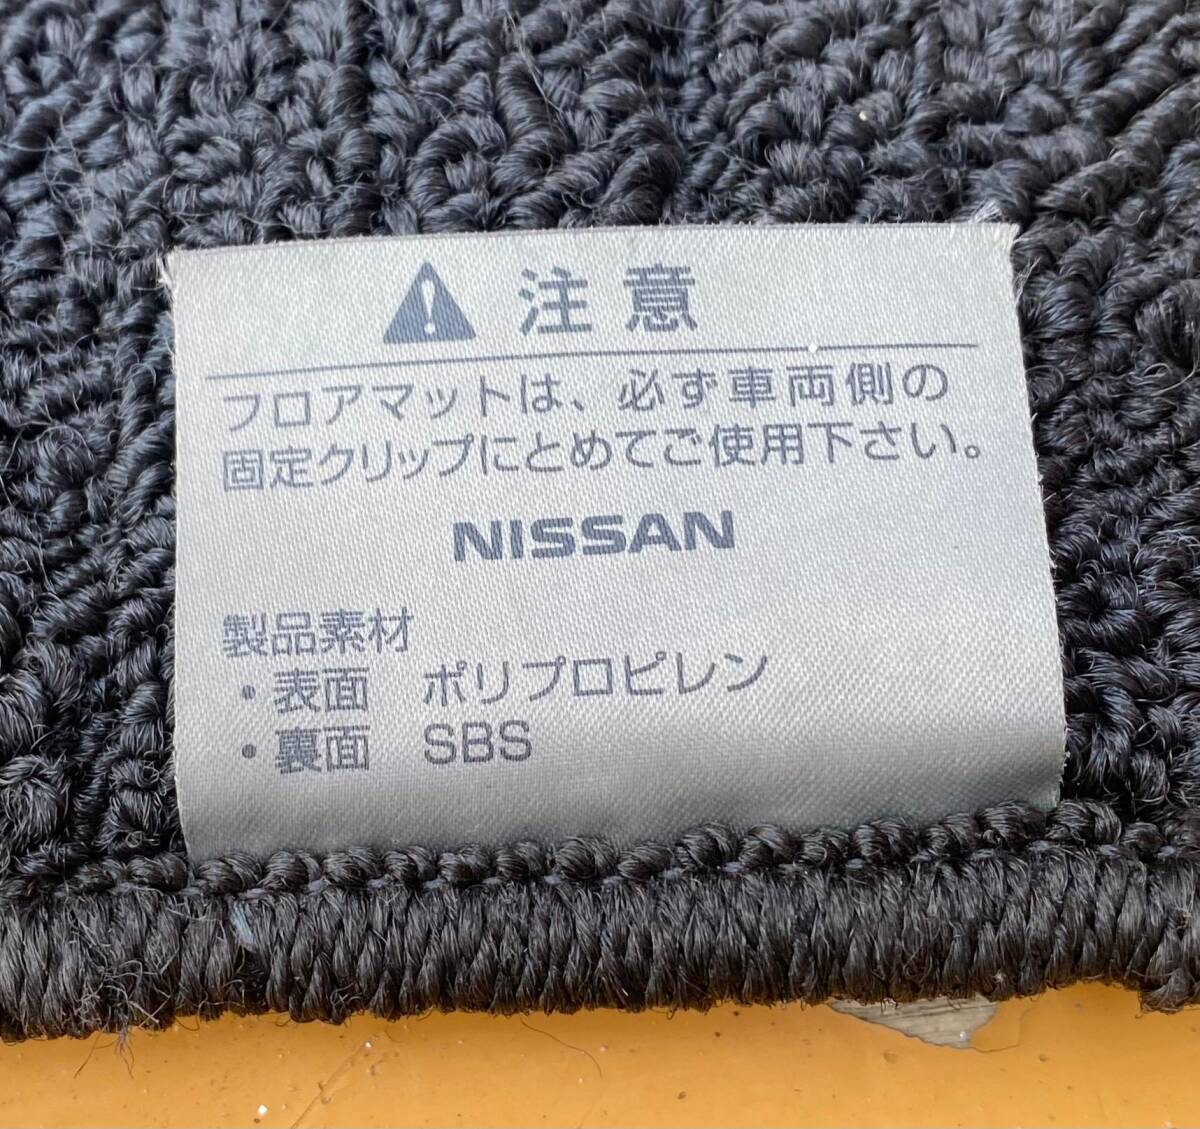 注意
フロアマットは、必ず車両側の
固定クリップにとめてご使用下さい。
NISSAN
製品素材
・表面 ポリプロピレン
・裏面 SBS